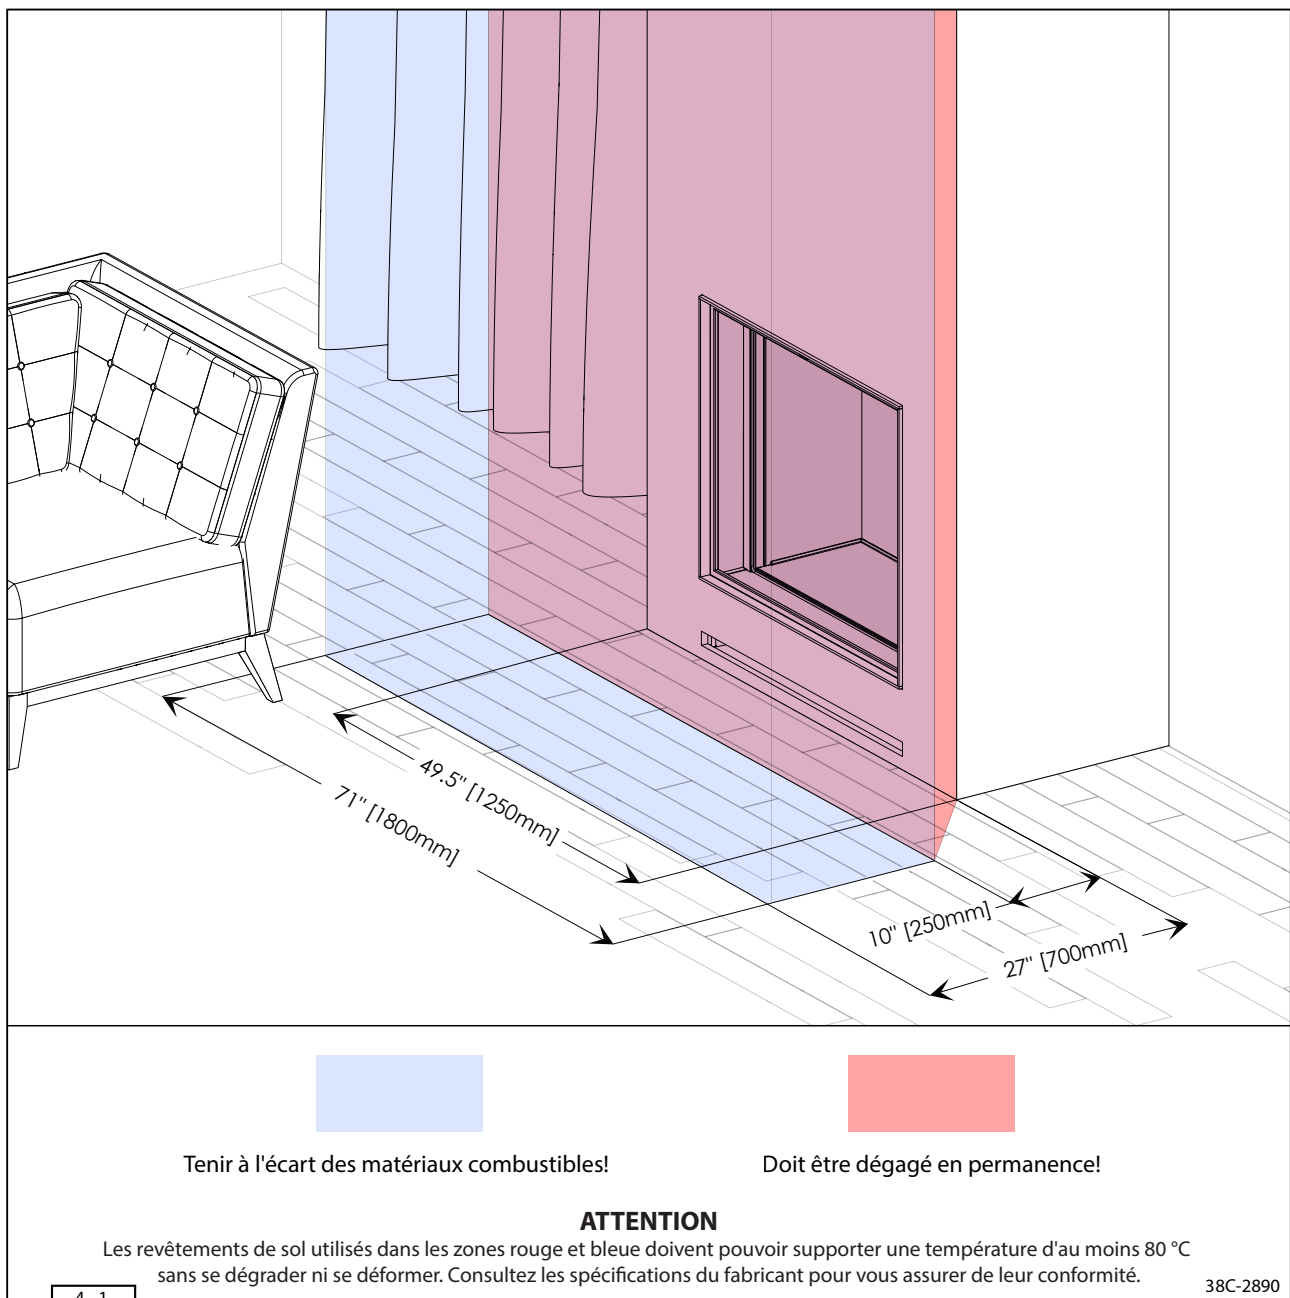 49.5" [1250mm]
71" [1800mm]
10" [250mm]
27" [700mm]
Tenir à l'écart des matériaux combustibles!
Doit être dégagé en permanence!
ATTENTION
Les revêtements de sol utilisés dans les zones rouge et bleue doivent pouvoir supporter une température d'au moins 80 °C
sans se dégrader ni se déformer. Consultez les spécifications du fabricant pour vous assurer de leur conformité.
38C-2890